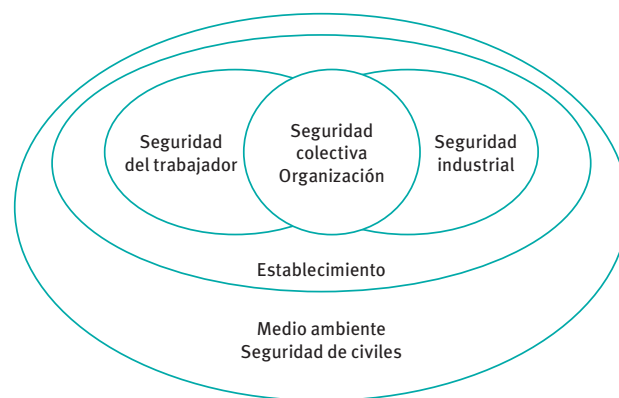 Seguridad
del trabajador
Seguridad
colectiva
Organización
Seguridad
industrial
Establecimiento
Medio ambiente
Seguridad de civiles